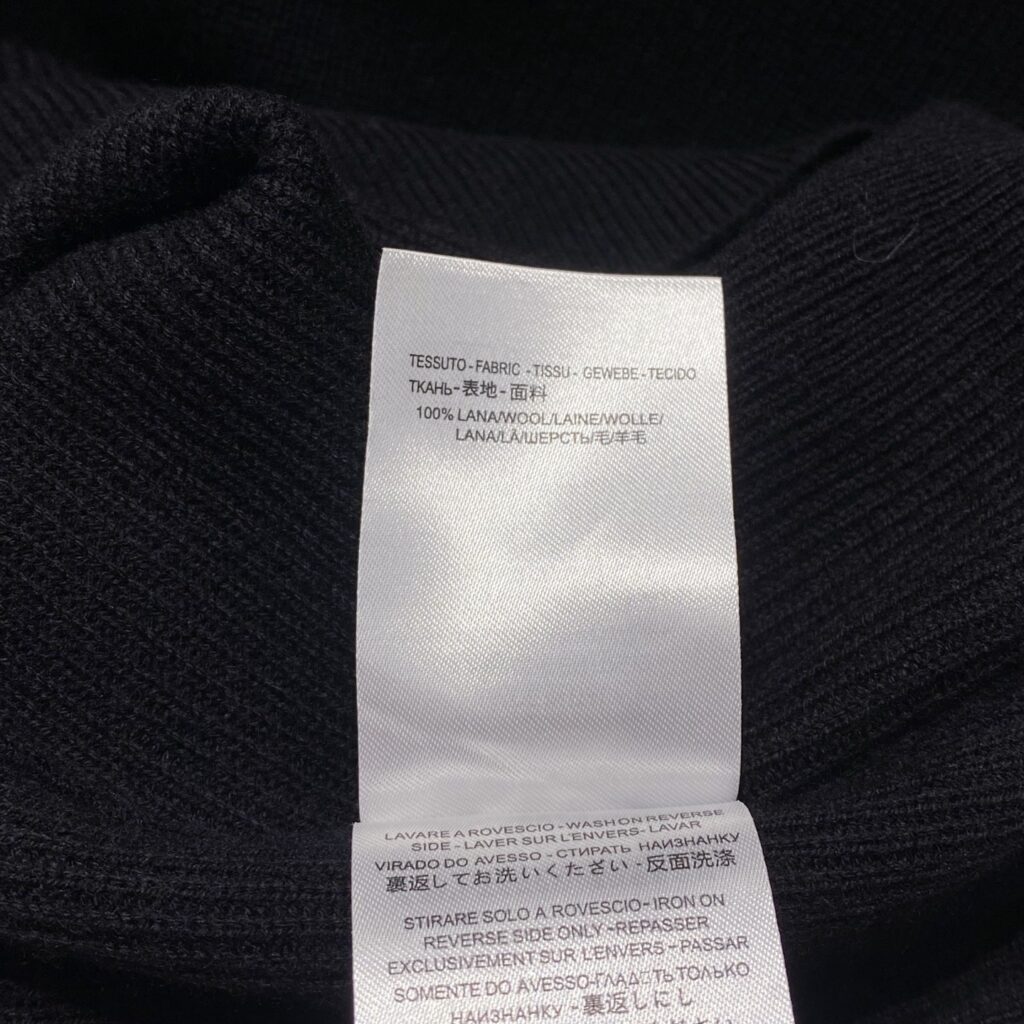 TESSUTO - FABRIC - TISSU - GEWEBE - TECIDO
ТКАНЬ - 表地 - 面料
100% LANA/WOOL/LAINE/WOLLE/
LANA/LÃ/ШЕРСТЬ/毛/羊毛
LAVARE A ROVESCIO - WASH ON REVERSE
SIDE - LAVER SUR L'ENVERS - LAVAR
VIRADO DO AVESSO - СТИРАТЬ НАИЗНАНКУ
裏返してお洗いください - 反面洗涤
STIRARE SOLO A ROVESCIO - IRON ON
REVERSE SIDE ONLY - REPASSER
EXCLUSIVEMENT SUR L'ENVERS - PASSAR
SOMENTE DO AVESSO - ТОЛЬКО
НАИЗНАНКУ - 裏返しにし